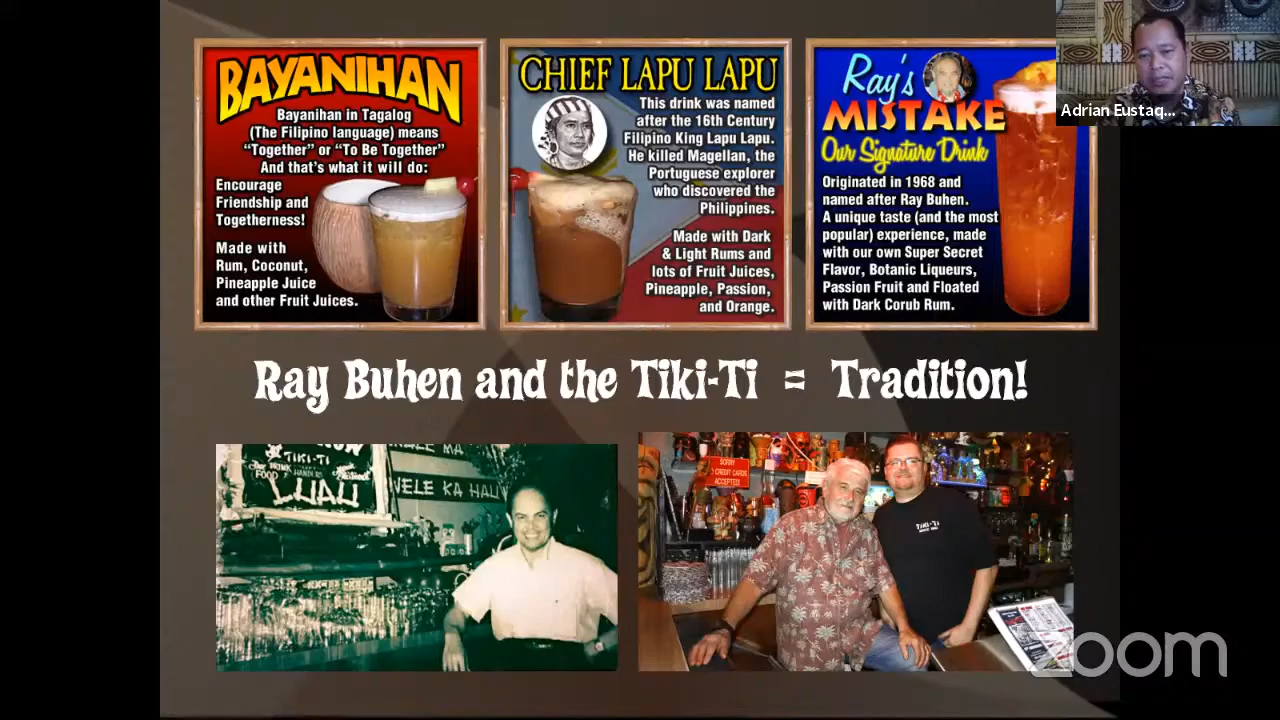 BAYANIHAN
Bayanihan in Tagalog
(The Filipino language) means
“Together” or “To Be Together”
And that’s what it will do:
Encourage
Friendship and
Togetherness!
Made with
Rum, Coconut,
Pineapple Juice
and other Fruit Juices.
CHIEF LAPU LAPU
This drink was named
after the 16th Century
Filipino King Lapu Lapu.
He killed Magellan, the
Portuguese explorer
who discovered the
Philippines.
Made with Dark
& Light Rums and
lots of Fruit Juices,
Pineapple, Passion,
and Orange.
Ray's
MISTAKE
Our Signature Drink
Originated in 1968 and
named after Ray Buhen.
A unique taste (and the most
popular) experience, made
with our own Super Secret
Flavor, Botanic Liqueurs,
Passion Fruit and Floated
with Dark Corub Rum.
Adrian Eustaq...
Ray Buhen and the Tiki-Ti = Tradition!
TIKI-TI
FOOD
LUAU
WELE KA HAU
SORRY
CREDIT CARDS
ACCEPTED!
TIKI-TI
zoom